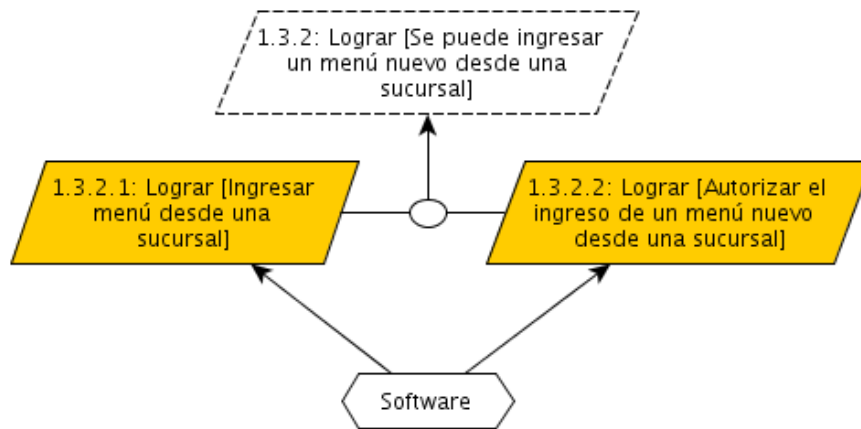 1.3.2: Lograr [Se puede ingresar
un menú nuevo desde una
sucursal]
1.3.2.1: Lograr [Ingresar
menú desde una
sucursal]
1.3.2.2: Lograr [Autorizar el
ingreso de un menú nuevo
desde una sucursal]
Software